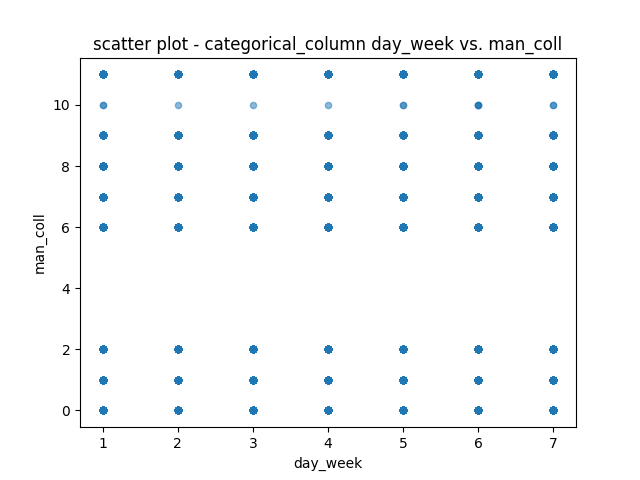 scatter plot - categorical_column day_week vs. man_coll
10
8
6
4
2
0
man_coll
1 2 3 4 5 6 7
day_week